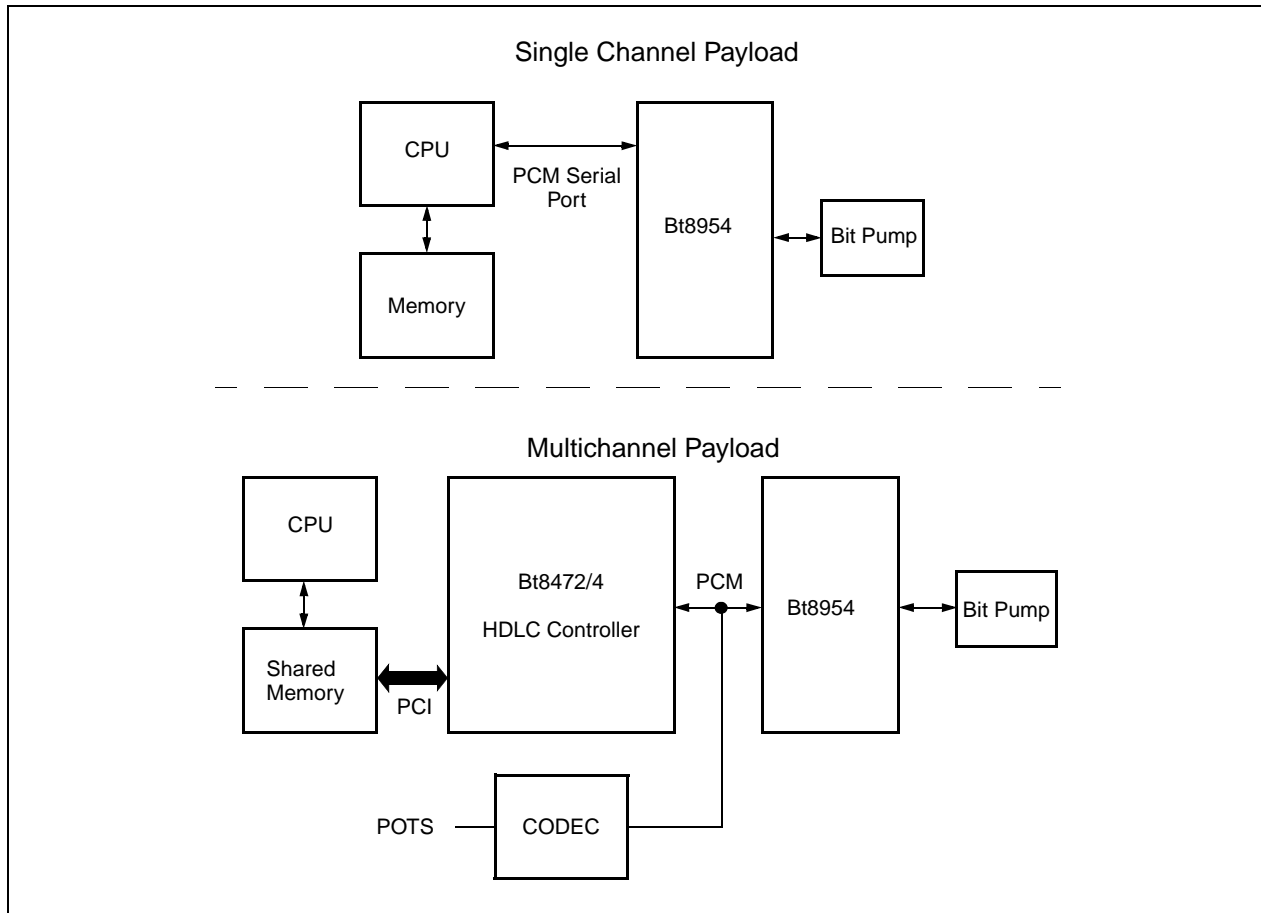 Single Channel Payload
CPU
PCM Serial
Port
Bt8954
Bit Pump
Memory
Multichannel Payload
CPU
Bt8472/4
HDLC Controller
PCM
Bt8954
Bit Pump
Shared
Memory
PCI
POTS
CODEC